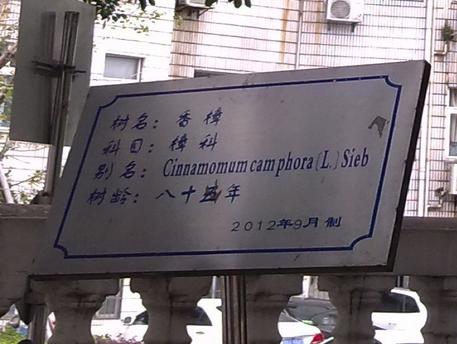 树名：香樟
科目：樟科
别名：Cinnamomum camphora (L.) Sieb
树龄：八十五年
2012年9月制